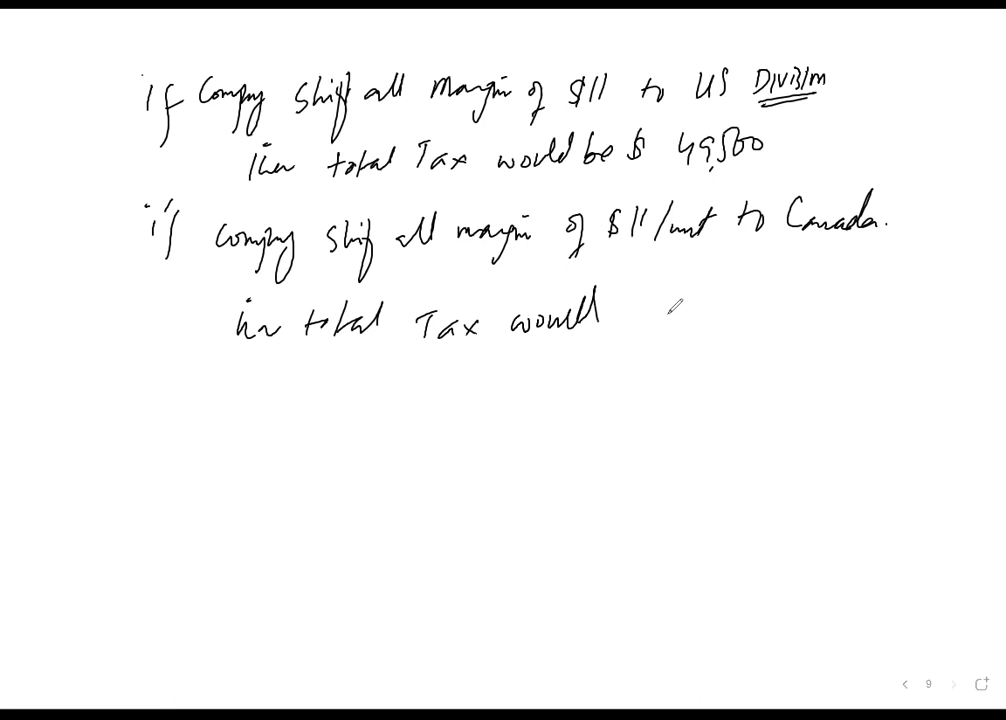 if Company Shift all Margin of $11 to US DIVISION
then total Tax would be $ 49,500
if company shift all margin of $11/unit to Canada.
then total Tax would
9